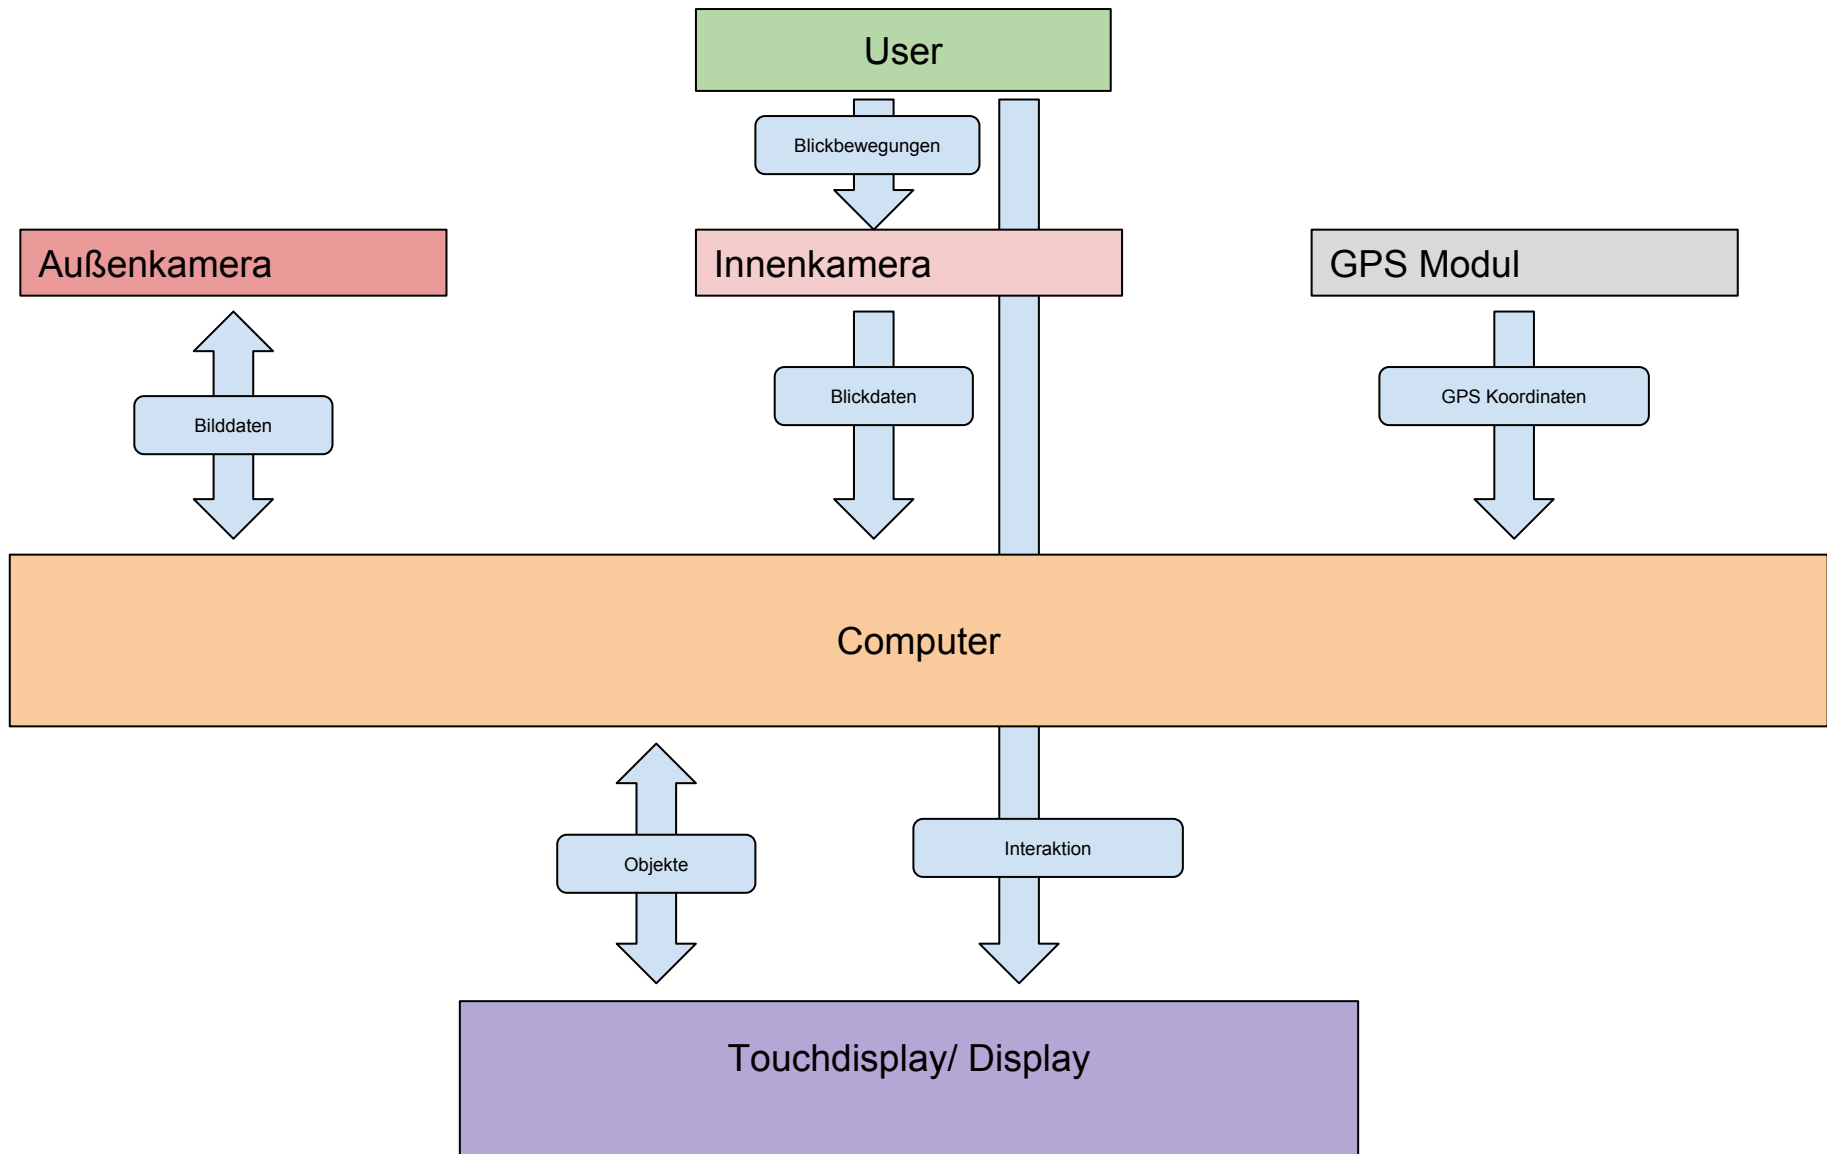 User
Blickbewegungen
Außenkamera
Innenkamera
GPS Modul
Bilddaten
Blickdaten
GPS Koordinaten
Computer
Objekte
Interaktion
Touchdisplay/ Display